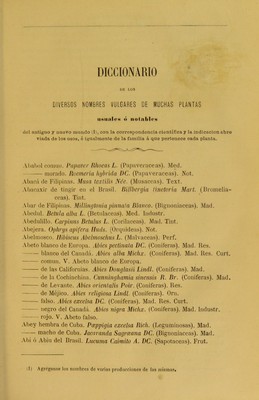 DICCIONARIO
DE LOS
DIVERSOS NOMBRES VULGARES DE MUCHAS PLANTAS
usuales ó notables
del antiguo y nuevo mundo (1), con la correspondencia científica y la indicacion abre
viada de los usos, é igualmente de la familia á que pertenece cada planta.
Ababol comun. Papaver Rhoeas L. (Papaveraceas). Med.
——— morado. Roemeria hybrida DC. (Papaveraceas). Not.
Abacá de Filipinas. Musa textilis Née. (Musaceas). Text.
Abacaxic de tingir en el Brasil. Billbergia tinctoria Mart. (Bromelia-
ceas). Tint.
Abar de Filipinas. Millingtonia pinnata Blanco. (Bignoniaceas). Mad.
Abedul. Betula alba L. (Betulaceas). Med. Industr.
Abedulillo. Carpinus Betulus L. (Corilaceas). Mad. Tint.
Abejera. Ophrys apifera Huds. (Orquideas). Not.
Abelmosco. Hibiscus Abelmoschus L. (Malvaceas). Perf.
Abeto blanco de Europa. Abies pectinata DC. (Coniferas). Mad. Res.
——— blanco del Canadá. Abies alba Michx. (Coniferas). Mad. Res. Curt.
——— comun, V. Abeto blanco de Europa.
——— de las Californias. Abies Douglasii Lindl. (Coniferas). Mad.
——— de la Cochinchina. Cunninghamia sinensis R. Br. (Coniferas). Mad.
——— de Levante. Abies orientalis Poir. (Coniferas). Res.
——— de Méjico. Abies religiosa Lindl. (Coniferas). Oro.
——— falso. Abies excelsa DC. (Coniferas). Mad. Res. Curt.
——— negro del Canadá. Abies nigra Michx. (Coniferas). Mad. Industr.
——— rojo, V. Abeto falso.
Abey hembra de Cuba. Poeppigia excelsa Rich. (Leguminosas). Mad.
——— macho de Cuba. Jacaranda Sagraeana DC. (Bignoniaceas). Mad.
Abi ó Abiu del Brasil. Lucuma Caimito A. DC. (Sapotaceas). Frut.
(1) Agréganse los nombres de varias producciones de las mismas.